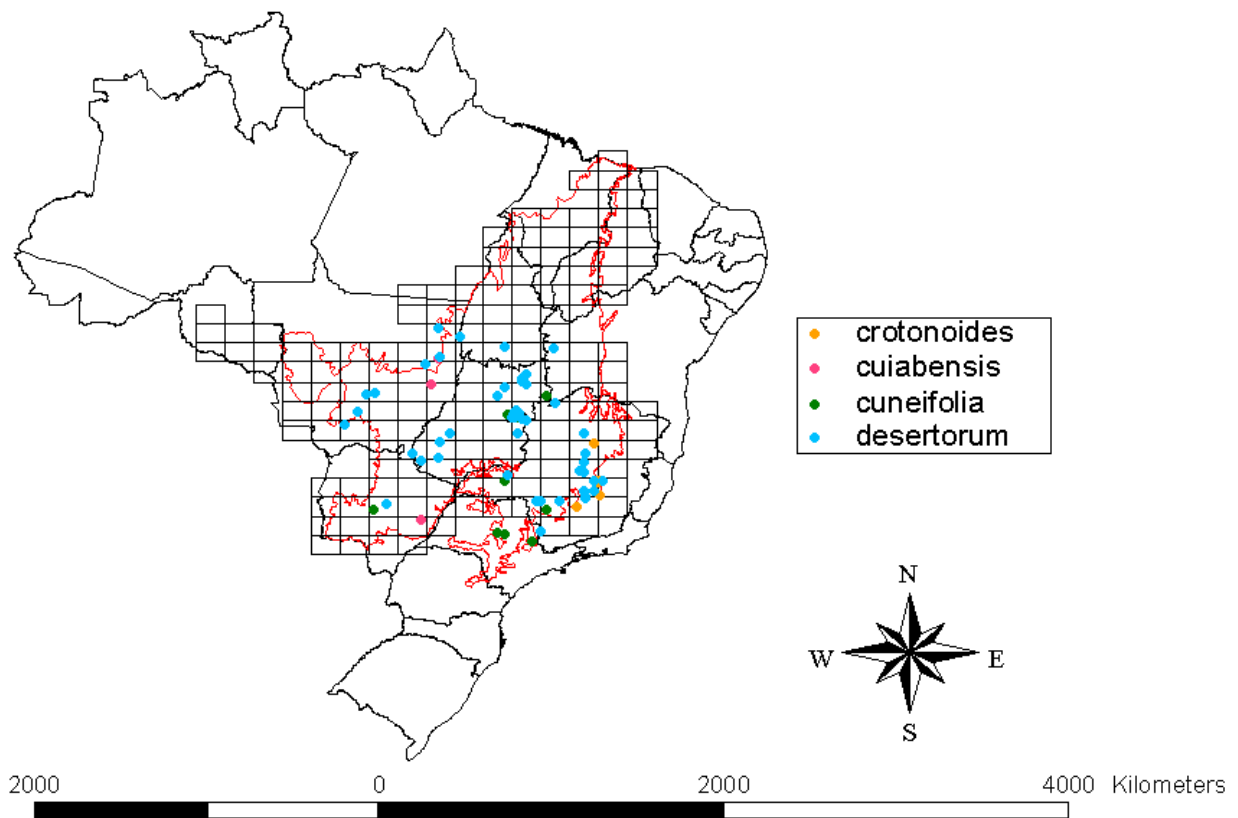 crotonoides
cuiabensis
cuneifolia
desertorum
N
W E
S
2000 0 2000 4000 Kilometers